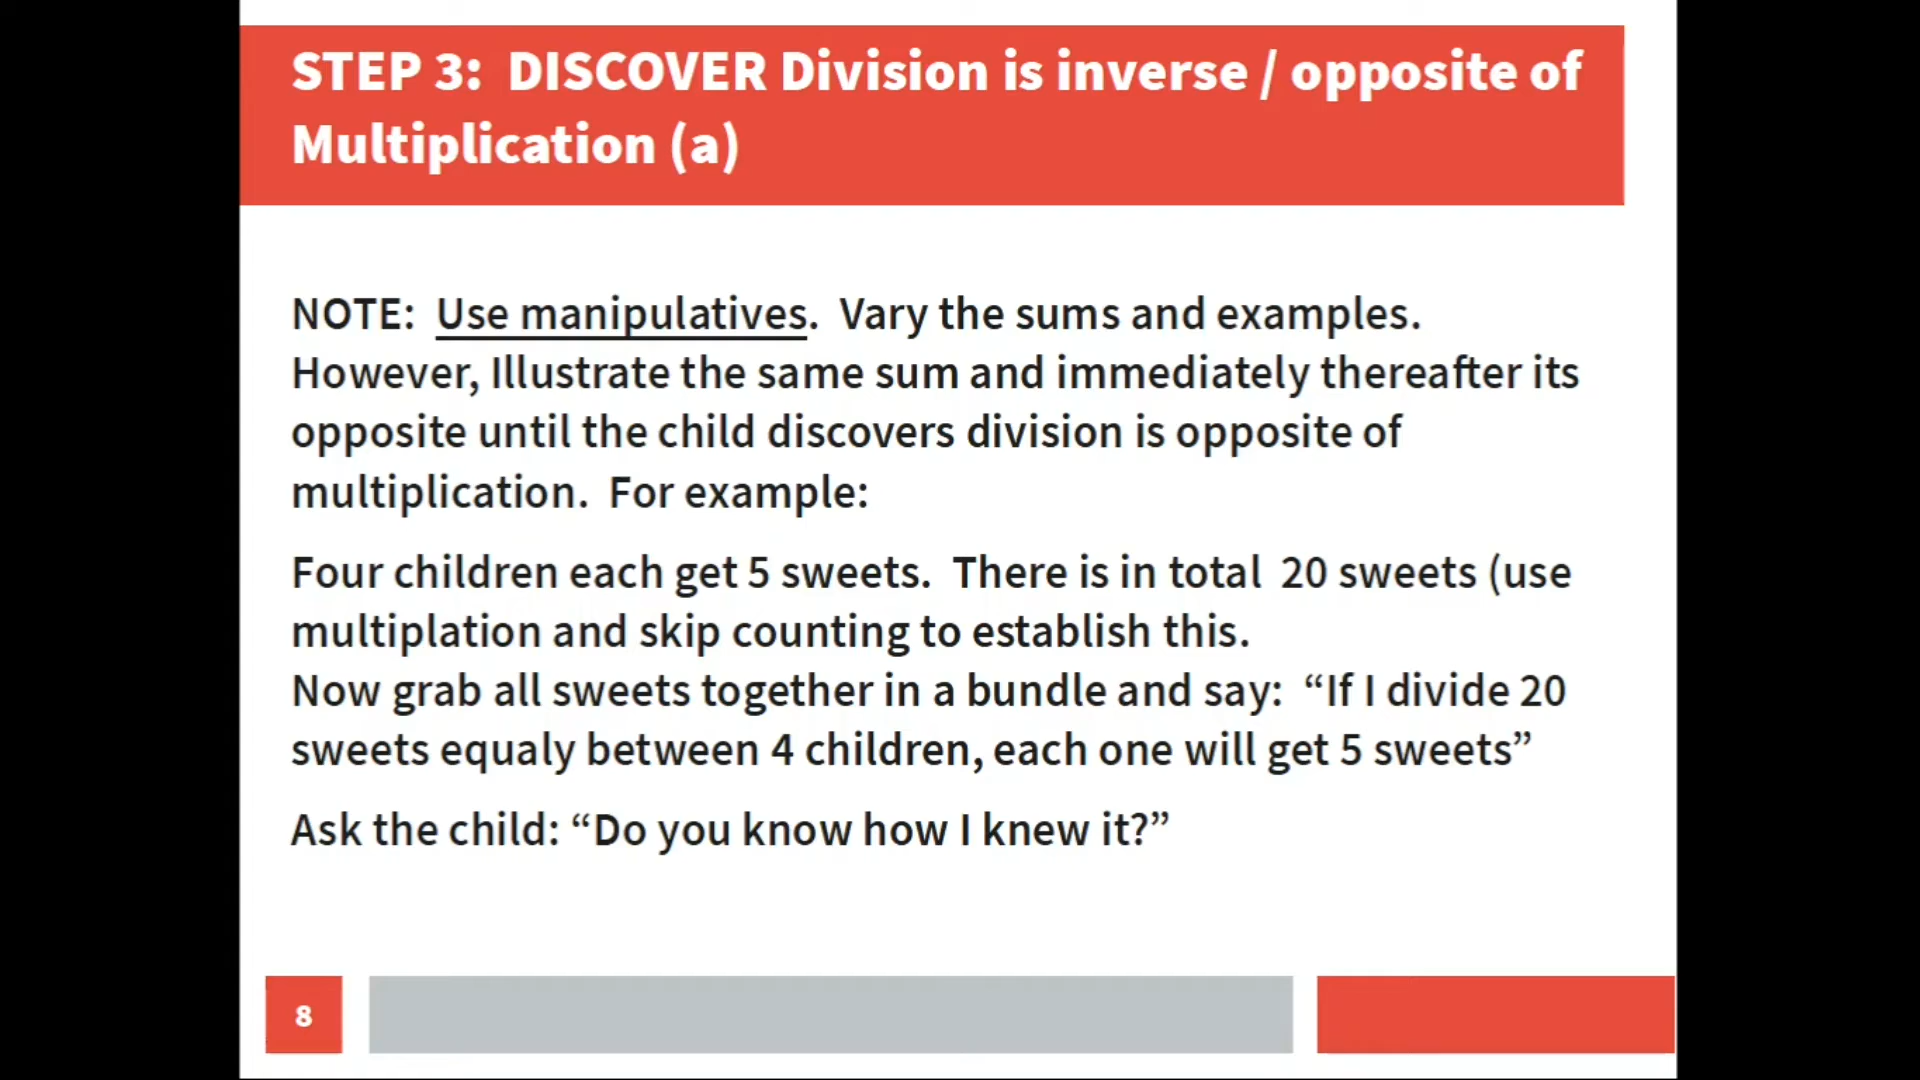 STEP 3:  DISCOVER Division is inverse / opposite of
Multiplication (a)
NOTE:  Use manipulatives.  Vary the sums and examples.
However, Illustrate the same sum and immediately thereafter its
opposite until the child discovers division is opposite of
multiplication.  For example:
Four children each get 5 sweets.  There is in total  20 sweets (use
multiplation and skip counting to establish this.
Now grab all sweets together in a bundle and say:  “If I divide 20
sweets equaly between 4 children, each one will get 5 sweets”
Ask the child: “Do you know how I knew it?”
8